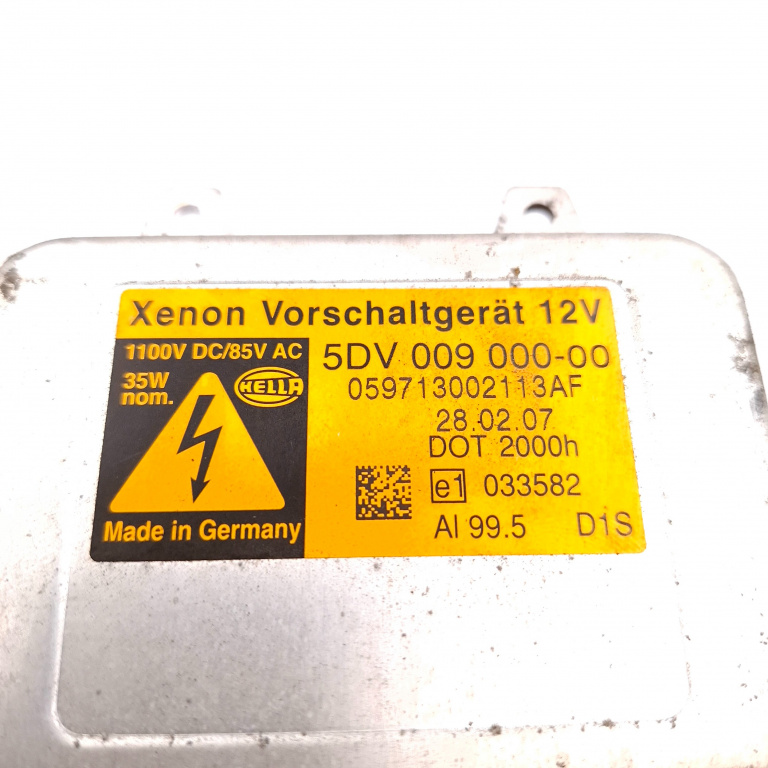 Xenon Vorschaltgerät 12V
1100V DC/85V AC
35W
nom.
HELLA
Made in Germany
5DV 009 000-00
059713002113AF
28.02.07
DOT 2000h
e1 033582
Al 99.5 D1S